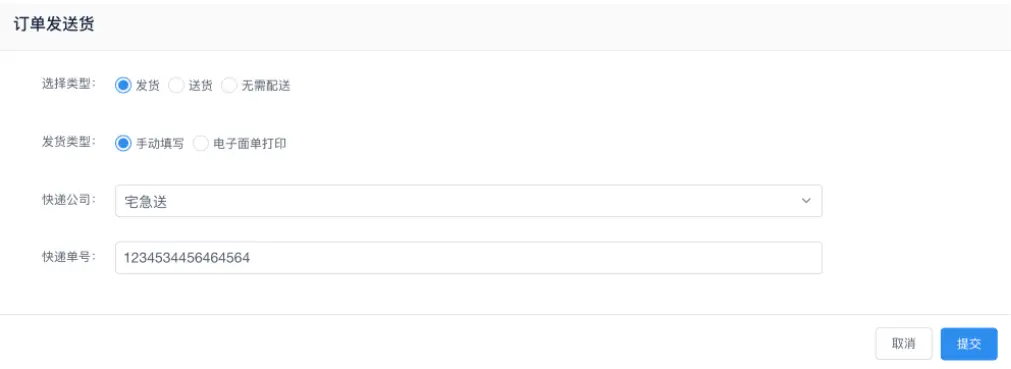 订单发送货
选择类型: 发货 送货 无需配送
发货类型: 手动填写 电子面单打印
快递公司: 宅急送
快递单号: 1234534456464564
取消 提交